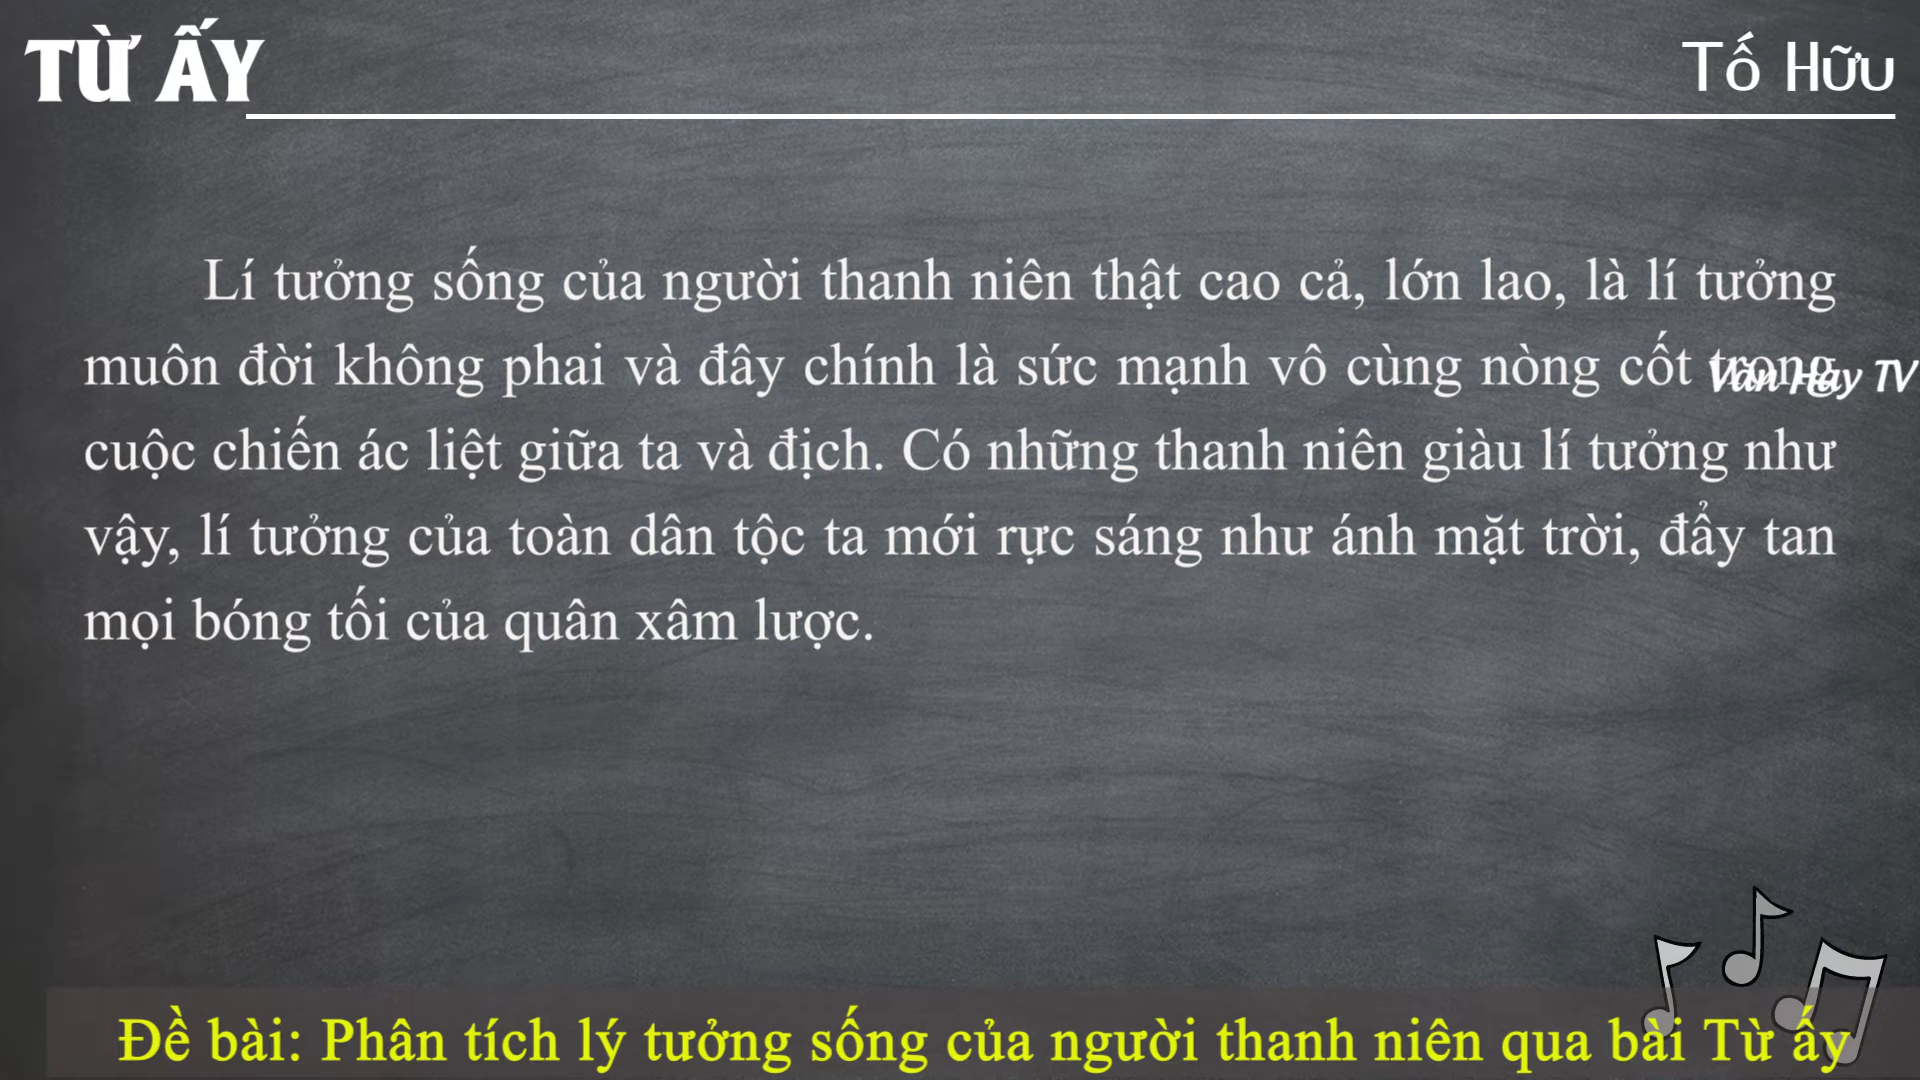 TỪ ẤY
Tố Hữu
Lí tưởng sống của người thanh niên thật cao cả, lớn lao, là lí tưởng
muôn đời không phai và đây chính là sức mạnh vô cùng nòng cốt trong
Văn Hay TV
cuộc chiến ác liệt giữa ta và địch. Có những thanh niên giàu lí tưởng như
vậy, lí tưởng của toàn dân tộc ta mới rực sáng như ánh mặt trời, đẩy tan
mọi bóng tối của quân xâm lược.
Đề bài: Phân tích lý tưởng sống của người thanh niên qua bài Từ ấy